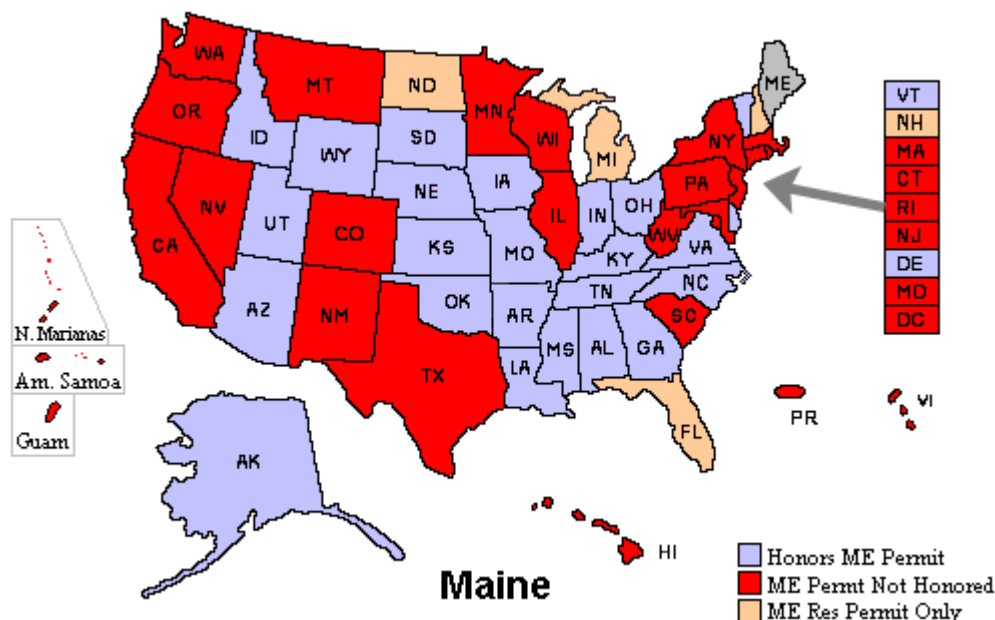 WA
MT
ND
MN
ME
VT
OR
ID
SD
WI
NY
NH
WY
MI
MA
IA
PA
CT
NE
NV
UT
IL
IN
OH
RI
CO
WV
NJ
CA
KS
MO
VA
KY
DE
NC
MD
TN
AZ
OK
AR
DC
NM
SC
N. Marianas
MS
AL
GA
LA
TX
Am. Samoa
VI
PR
FL
Guam
AK
HI
Honors ME Permit
Maine
ME Permt Not Honored
ME Res Permit Only